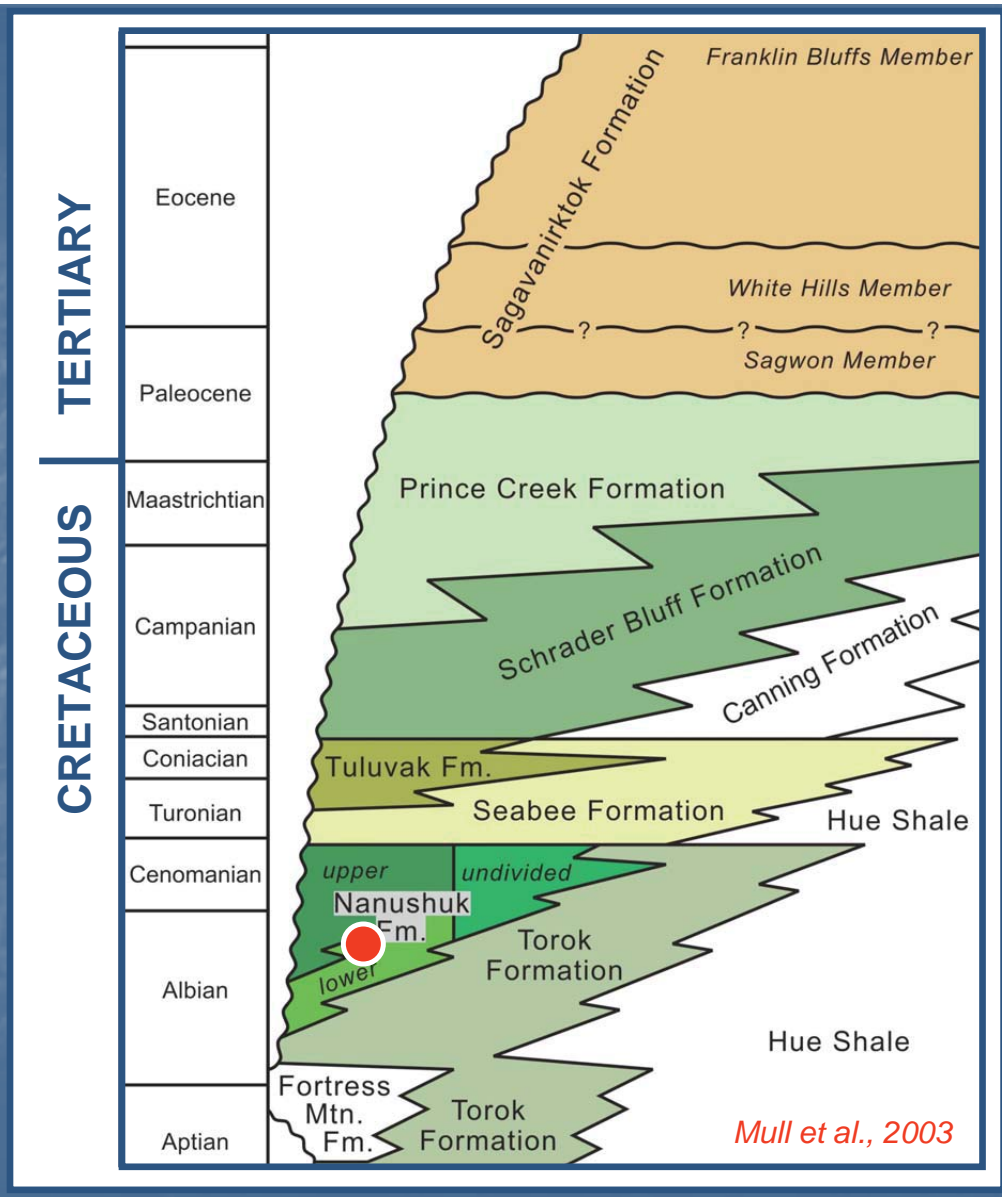 TERTIARY
CRETACEOUS
Eocene
Paleocene
Maastrichtian
Campanian
Santonian
Coniacian
Turonian
Cenomanian
Albian
Aptian
Franklin Bluffs Member
Sagavanirktok Formation
White Hills Member
?
?
?
Sagwon Member
Prince Creek Formation
Schrader Bluff Formation
Canning Formation
Tuluvak Fm.
Seabee Formation
Hue Shale
upper
undivided
Nanushuk
Fm.
lower
Torok
Formation
Hue Shale
Fortress
Mtn.
Fm.
Torok
Formation
Mull et al., 2003